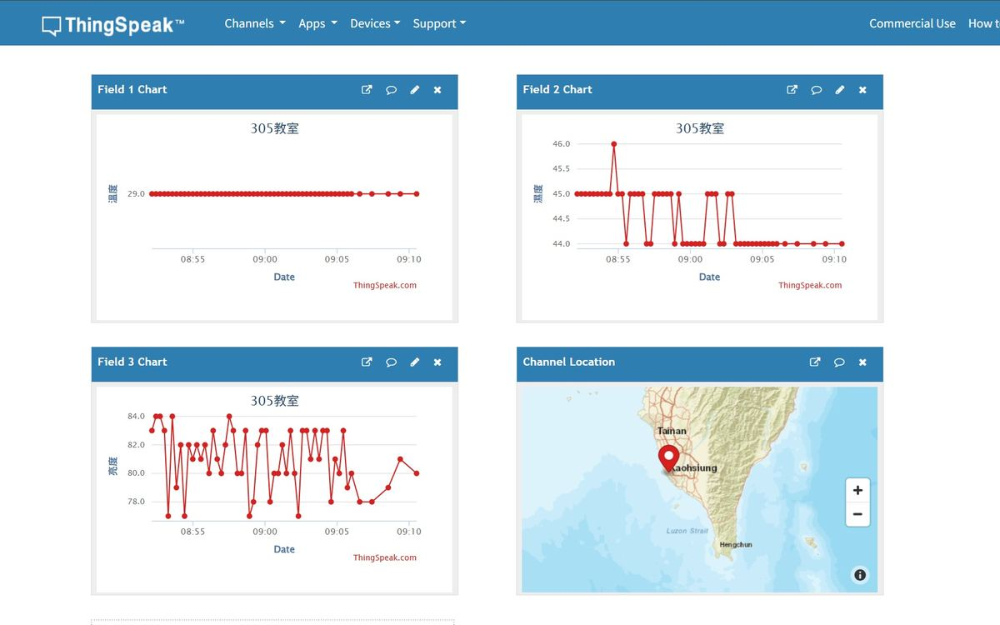 ThingSpeak™ Channels Apps Devices Support Commercial Use How to
Field 1 Chart
305教室
温度
29.0
08:55 09:00 09:05 09:10
Date
ThingSpeak.com
Field 2 Chart
305教室
濕度
46.0
45.5
45.0
44.5
44.0
08:55 09:00 09:05 09:10
Date
ThingSpeak.com
Field 3 Chart
305教室
亮度
84.0
82.0
80.0
78.0
08:55 09:00 09:05 09:10
Date
ThingSpeak.com
Channel Location
Tainan
Kaohsiung
Luzon Strait
Hengchun